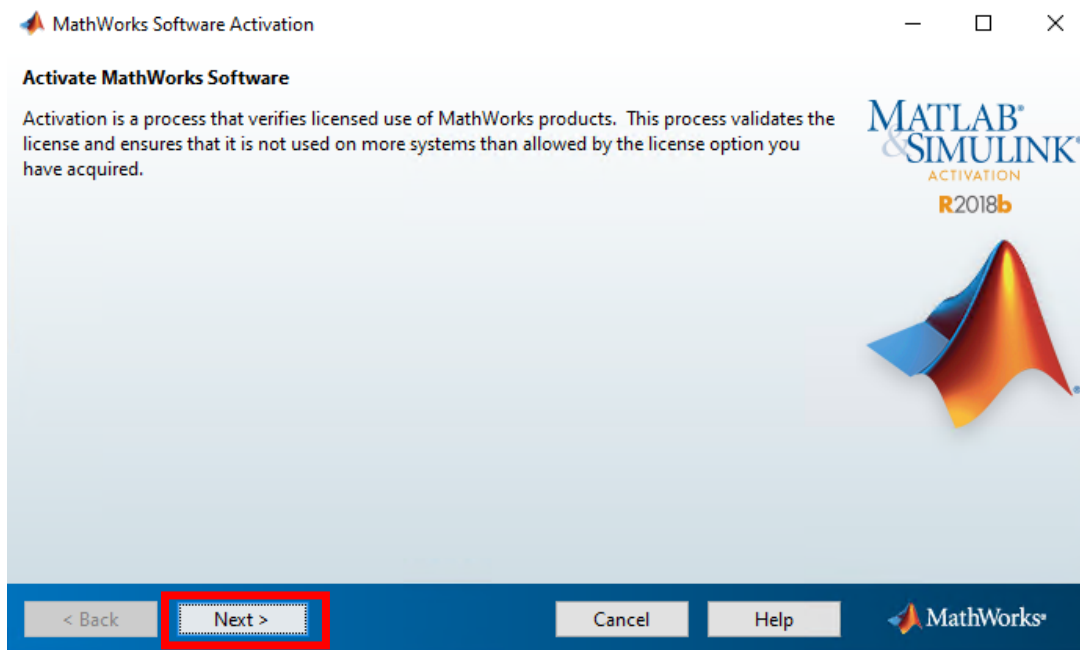 MathWorks Software Activation
Activate MathWorks Software
Activation is a process that verifies licensed use of MathWorks products. This process validates the
license and ensures that it is not used on more systems than allowed by the license option you
have acquired.
MATLAB®
&SIMULINK®
ACTIVATION
R2018b
®
< Back
Next >
Cancel
Help
MathWorks®